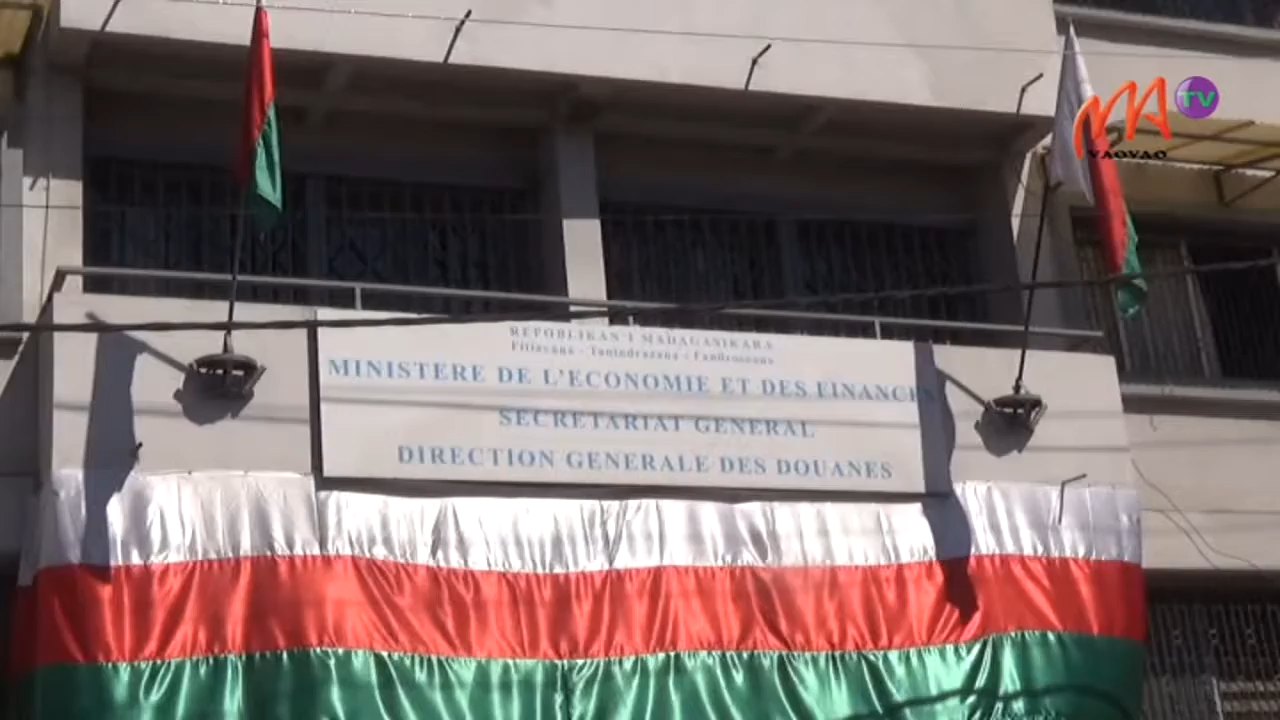 REPOBLIKAN'I MADAGASIKARA
Fitiavana - Tanindrazana - Fandrosoana
MINISTERE DE L'ECONOMIE ET DES FINANCES
SECRETARIAT GENERAL
DIRECTION GENERALE DES DOUANES
MA TV
VAOVAO